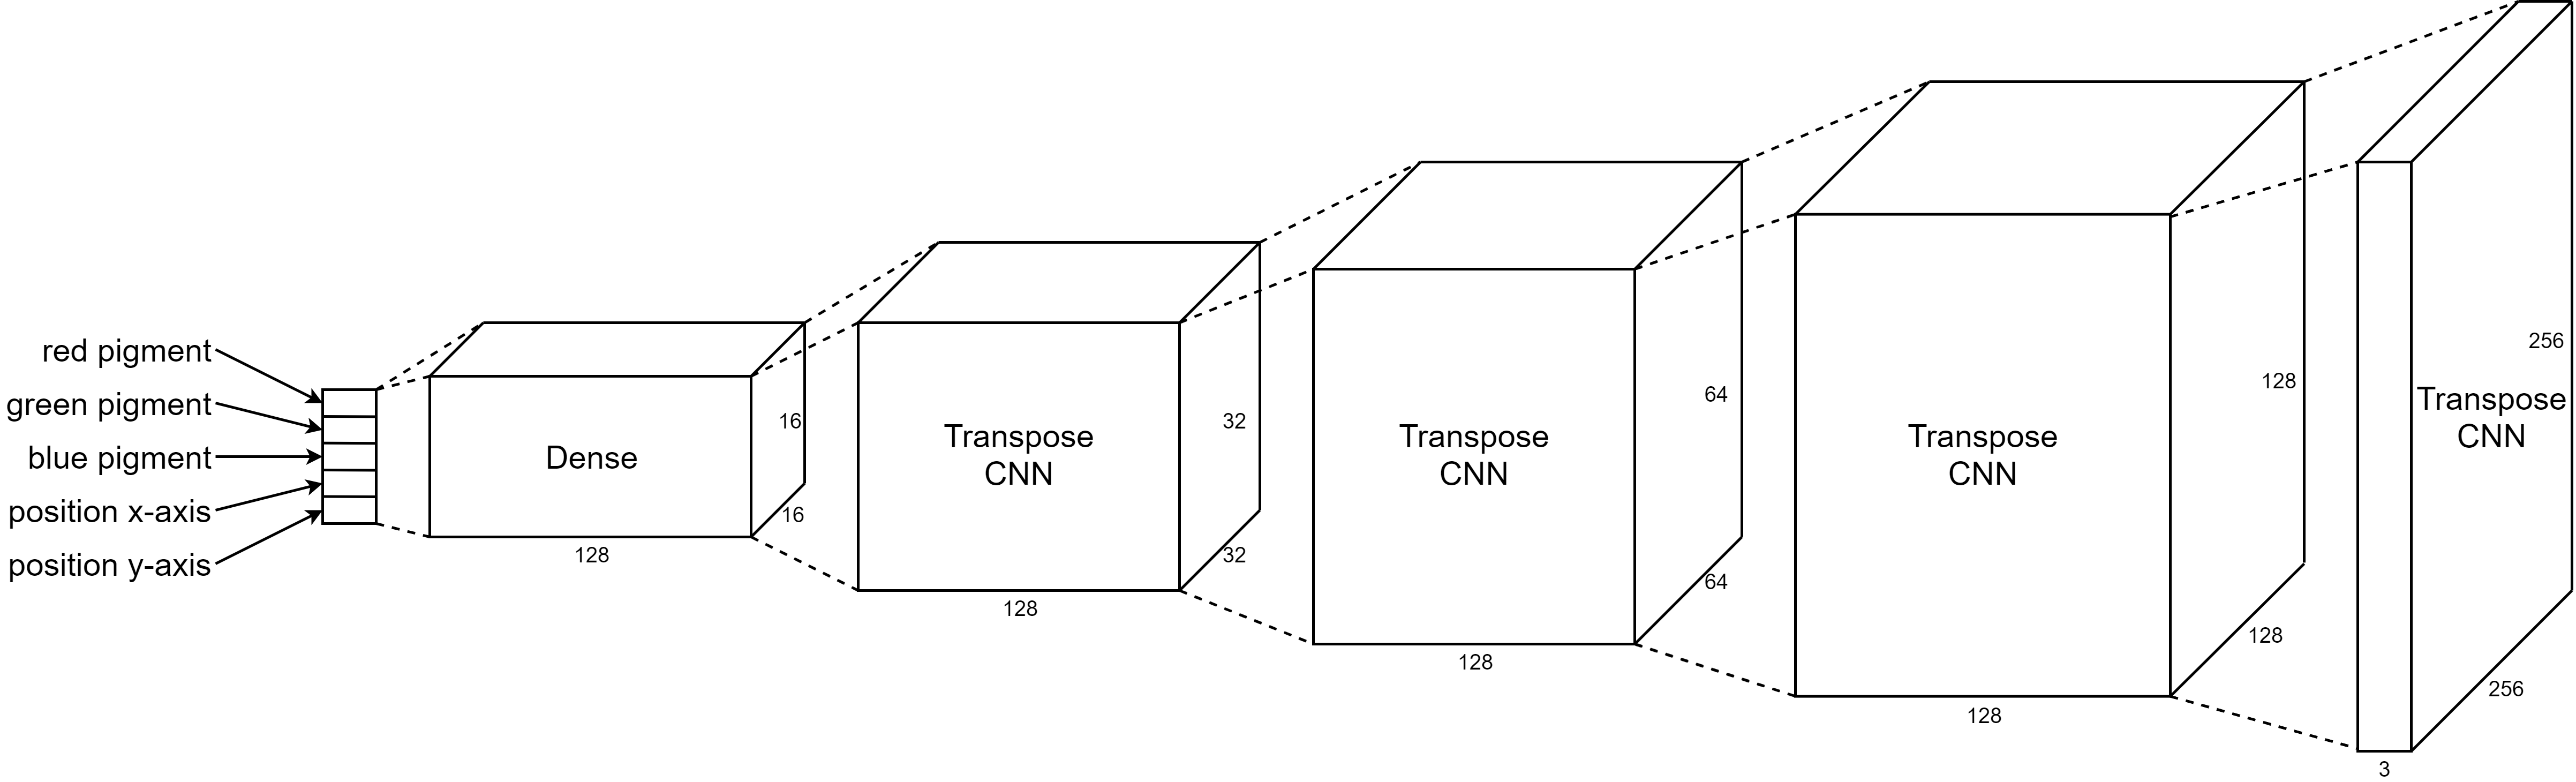 red pigment
green pigment
blue pigment
position x-axis
position y-axis
Dense
16
16
128
Transpose
CNN
32
32
128
Transpose
CNN
64
64
128
Transpose
CNN
128
128
128
256
Transpose
CNN
256
3